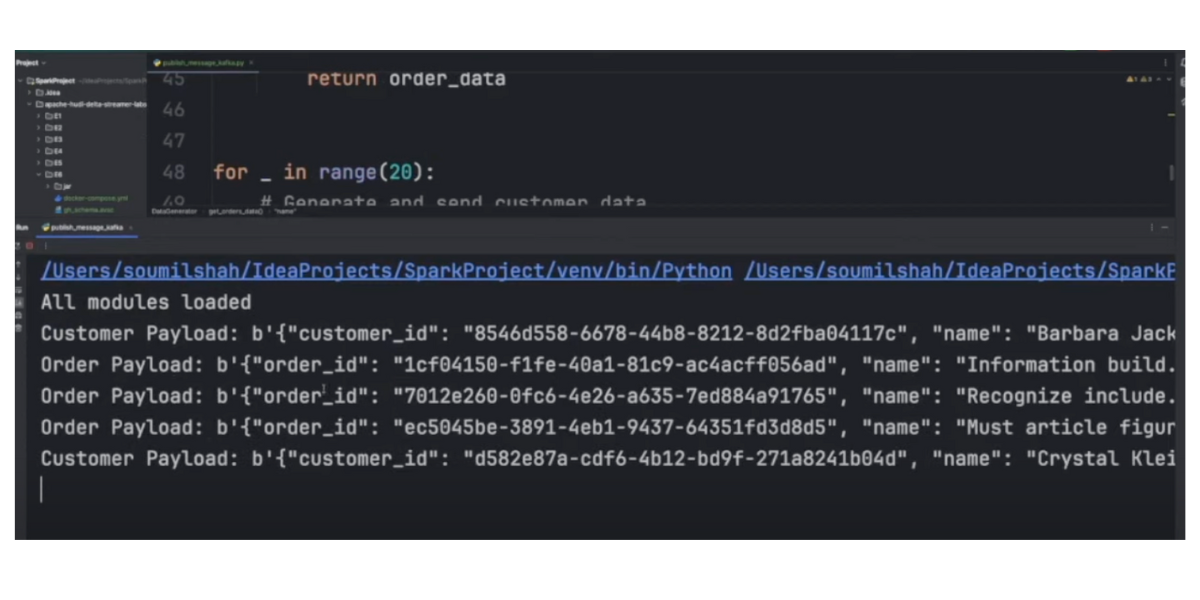 Project
publish_message_kafka.py
SparkProject ~/IdeaProjects/SparkP
.idea
apache-hudi-delta-streamer-labs
E1
E2
E3
E4
E5
E6
jar
docker-compose.yml
45 return order_data
46
47
48 for _ in range(20):
49 # Generate and send customer data
DataGenerator get_orders_data() "name"
Run publish_message_kafka
/Users/soumilshah/IdeaProjects/SparkProject/venv/bin/Python /Users/soumilshah/IdeaProjects/SparkP
All modules loaded
Customer Payload: b'{"customer_id": "8546d558-6678-44b8-8212-8d2fba04117c", "name": "Barbara Jack
Order Payload: b'{"order_id": "1cf04150-f1fe-40a1-81c9-ac4acff056ad", "name": "Information build.
Order Payload: b'{"order_id": "7012e260-0fc6-4e26-a635-7ed884a91765", "name": "Recognize include.
Order Payload: b'{"order_id": "ec5045be-3891-4eb1-9437-64351fd3d8d5", "name": "Must article figur
Customer Payload: b'{"customer_id": "d582e87a-cdf6-4b12-bd9f-271a8241b04d", "name": "Crystal Klei